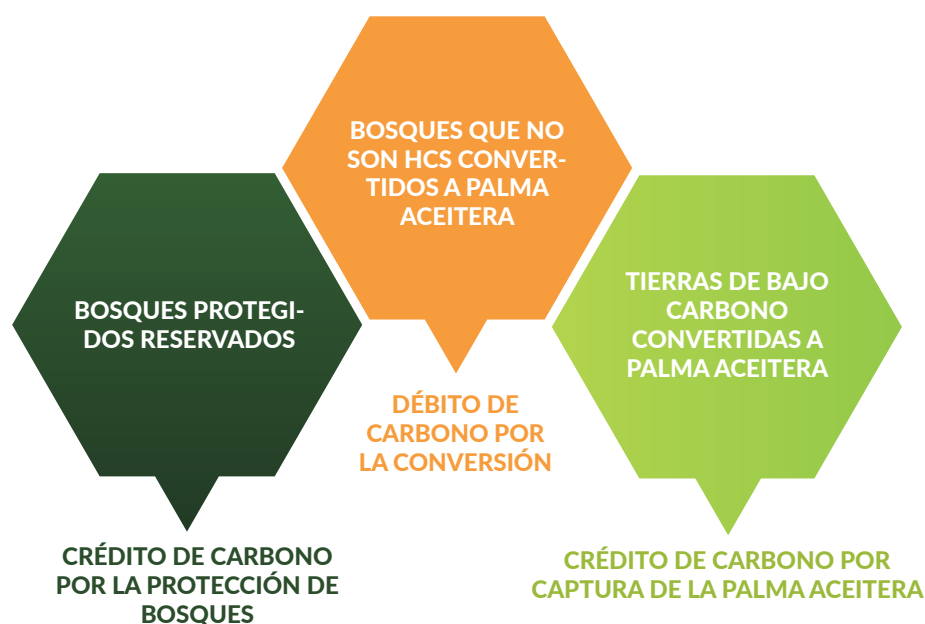 BOSQUES PROTEGI-
DOS RESERVADOS
CRÉDITO DE CARBONO
POR LA PROTECCIÓN DE
BOSQUES
BOSQUES QUE NO
SON HCS CONVER-
TIDOS A PALMA
ACEITERA
DÉBITO DE
CARBONO POR
LA CONVERSIÓN
TIERRAS DE BAJO
CARBONO
CONVERTIDAS A
PALMA ACEITERA
CRÉDITO DE CARBONO POR
CAPTURA DE LA PALMA ACEITERA